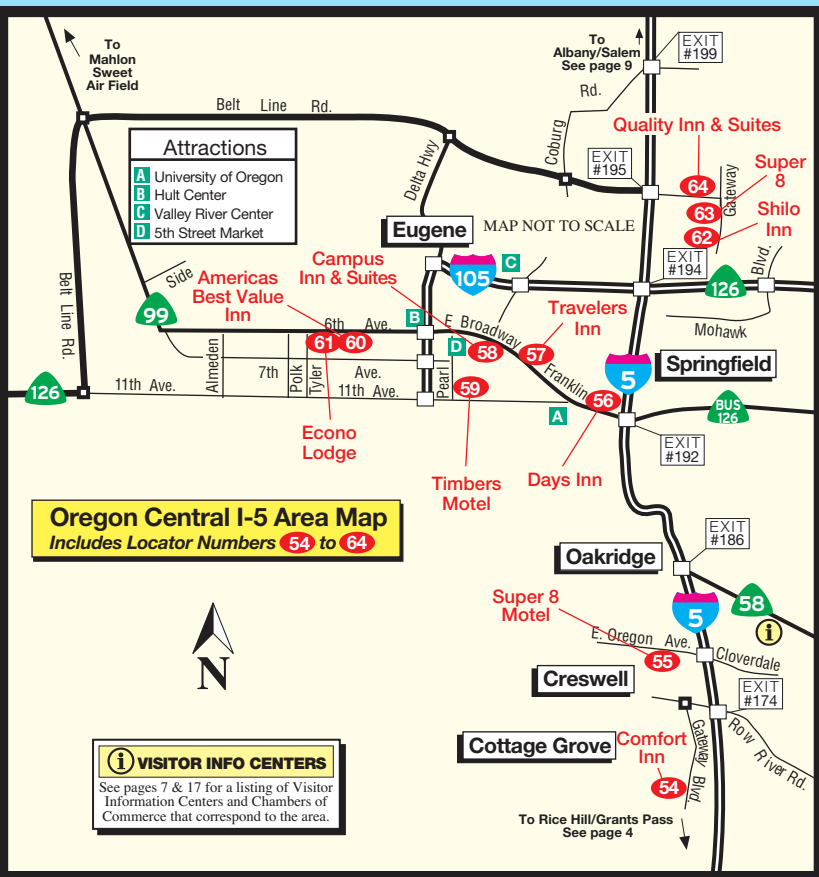 To
Mahlon
Sweet
Air Field
To
Albany/Salem
See page 9
EXIT
#199
Belt Line Rd.
Coburg Rd.
Quality Inn & Suites
Attractions
A University of Oregon
B Hult Center
C Valley River Center
D 5th Street Market
Delta Hwy
EXIT
#195
64
Super
8
63
Gateway
Shilo
Inn
62
Eugene
MAP NOT TO SCALE
Campus
Inn & Suites
105
C
EXIT
#194
126
Blvd.
Mohawk
Belt Line Rd.
Side
99
Americas
Best Value
Inn
6th Ave.
B
E Broadway
Travelers
Inn
61
60
D
58
57
Springfield
5
Almeden
7th Ave.
Polk
Tyler
Pearl
59
Franklin
56
126
11th Ave.
11th Ave.
A
BUS
126
EXIT
#192
Econo
Lodge
Timbers
Motel
Days Inn
Oregon Central I-5 Area Map
Includes Locator Numbers 54 to 64
EXIT
#186
Oakridge
58
5
i
Super 8
Motel
E. Oregon Ave.
55
Cloverdale
Creswell
EXIT
#174
N
Cottage Grove
Comfort
Inn
54
Gateway Blvd.
Row River Rd.
i VISITOR INFO CENTERS
See pages 7 & 17 for a listing of Visitor
Information Centers and Chambers of
Commerce that correspond to the area.
To Rice Hill/Grants Pass
See page 4